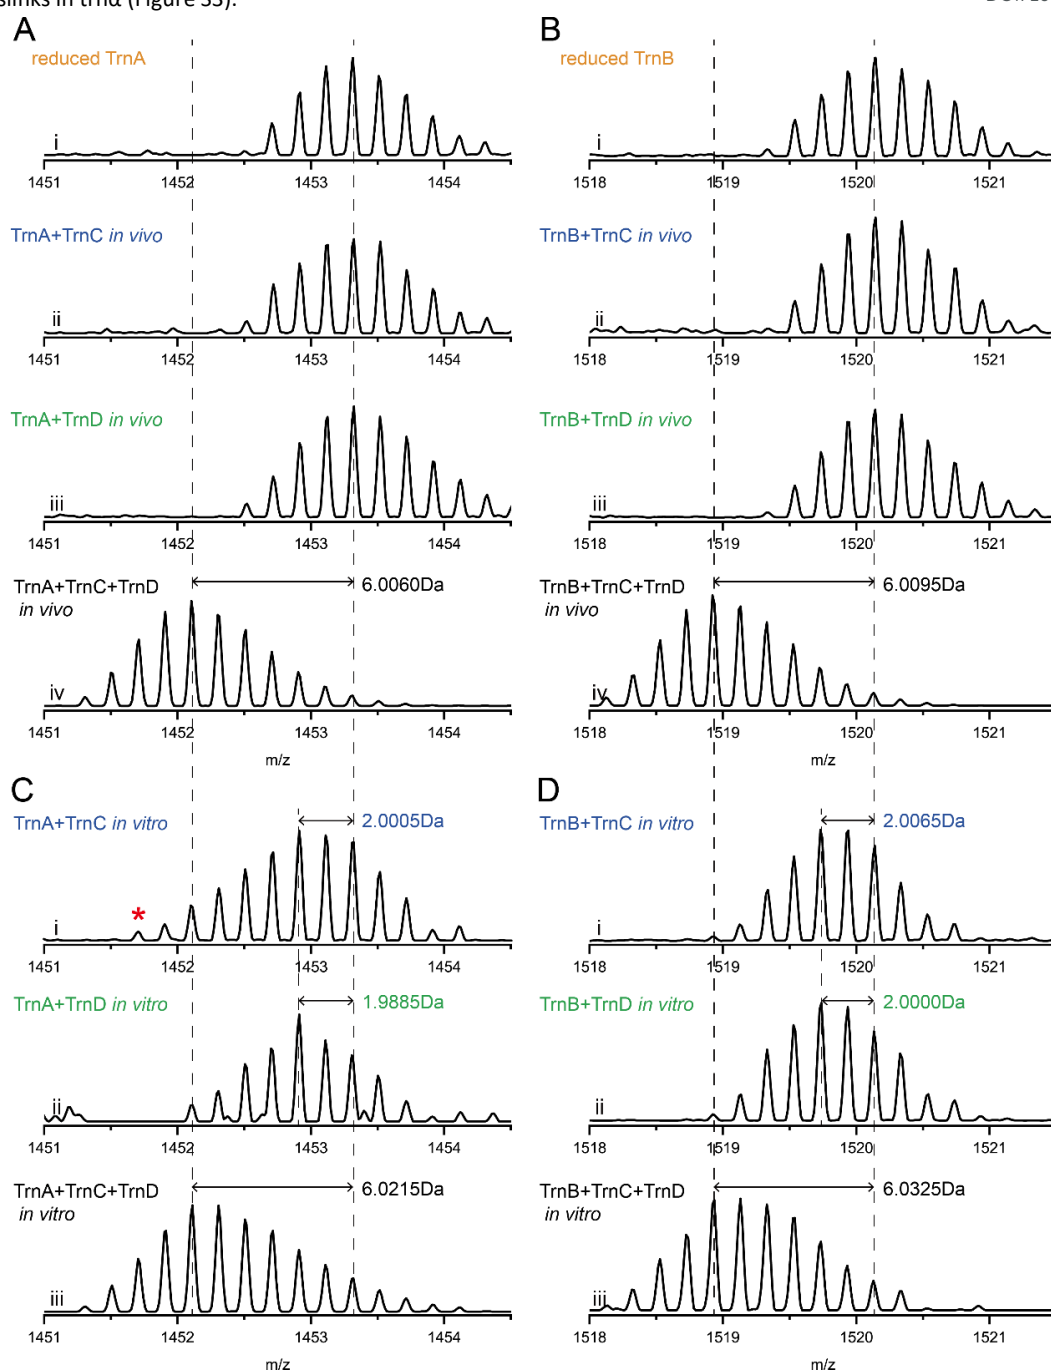 A
B
reduced TrnA
reduced TrnB
i
i
1451 1452 1453 1454
1518 1519 1520 1521
TrnA+TrnC in vivo
TrnB+TrnC in vivo
ii
ii
1451 1452 1453 1454
1518 1519 1520 1521
TrnA+TrnD in vivo
TrnB+TrnD in vivo
iii
iii
1451 1452 1453 1454
1518 1519 1520 1521
TrnA+TrnC+TrnD
in vivo
6.0060Da
TrnB+TrnC+TrnD
in vivo
6.0095Da
iv
iv
1451 1452 1453 1454
1518 1519 1520 1521
m/z
m/z
C
D
TrnA+TrnC in vitro
2.0005Da
TrnB+TrnC in vitro
2.0065Da
*
i
i
1451 1452 1453 1454
1518 1519 1520 1521
TrnA+TrnD in vitro
1.9885Da
TrnB+TrnD in vitro
2.0000Da
ii
ii
1451 1452 1453 1454
1518 1519 1520 1521
TrnA+TrnC+TrnD
in vitro
6.0215Da
TrnB+TrnC+TrnD
in vitro
6.0325Da
iii
iii
1451 1452 1453 1454
1518 1519 1520 1521
m/z
m/z